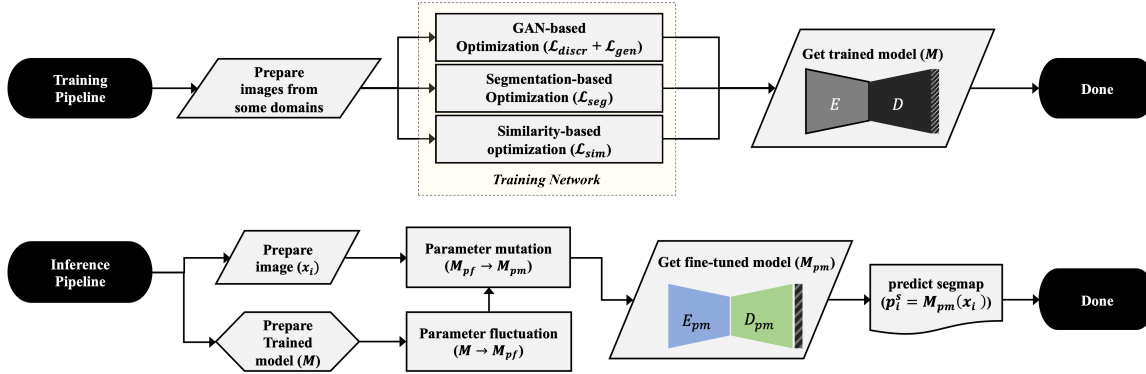 Training
Pipeline
Prepare
images from
some domains
GAN-based
Optimization (ℒ_discr + ℒ_gen)
Segmentation-based
Optimization (ℒ_seg)
Similarity-based
optimization (ℒ_sim)
Training Network
Get trained model (M)
E
D
Done
Inference
Pipeline
Prepare
image (x_i)
Prepare
Trained
model (M)
Parameter mutation
(M_pf → M_pm)
Parameter fluctuation
(M → M_pf)
Get fine-tuned model (M_pm)
E_pm
D_pm
predict segmap
(p_i^s = M_pm(x_i))
Done